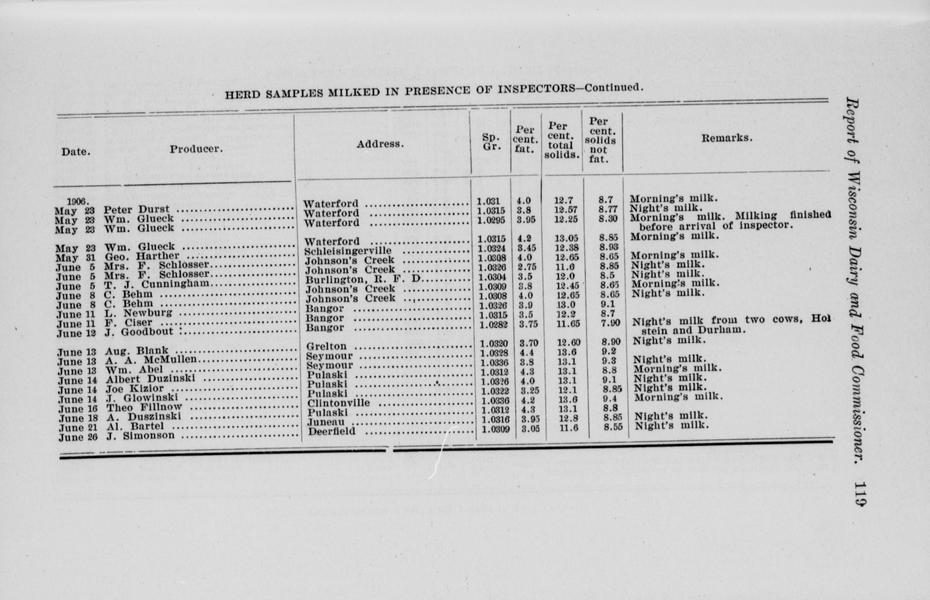 HERD SAMPLES MILKED IN PRESENCE OF INSPECTORS—Continued.
Date. Producer. Address. Sp. Gr. Per cent. fat. Per cent. total solids. Per cent. solids not fat. Remarks.
1906.
May 23 Peter Durst Waterford 1.031 4.0 12.7 8.7 Morning's milk.
May 23 Wm. Glueck Waterford 1.0315 3.8 12.57 8.77 Night's milk.
May 23 Wm. Glueck Waterford 1.0295 3.95 12.25 8.30 Morning's milk. Milking finished
before arrival of inspector.
May 23 Wm. Glueck Waterford 1.0315 4.2 13.05 8.85 Morning's milk.
May 31 Geo. Harther Schleisingerville 1.0324 3.45 12.38 8.93
June 5 Mrs. F. Schlosser Johnson's Creek 1.0308 4.0 12.65 8.65 Morning's milk.
June 5 Mrs. F. Schlosser Johnson's Creek 1.0326 2.75 11.6 8.85 Night's milk.
June 5 T. J. Cunningham Burlington, R. F. D. 1.0304 3.5 12.0 8.5 Night's milk.
June 8 C. Behm Johnson's Creek 1.0309 3.8 12.45 8.65 Morning's milk.
June 8 C. Behm Johnson's Creek 1.0308 4.0 12.65 8.65 Night's milk.
June 11 L. Newburg Bangor 1.0326 3.9 13.0 9.1
June 11 F. Ciser Bangor 1.0315 3.5 12.2 8.7
June 12 J. Goodbout Bangor 1.0282 3.75 11.65 7.90 Night's milk from two cows, Hol
stein and Durham.
June 13 Aug. Blank Grelton 1.0320 3.70 12.60 8.90 Night's milk.
June 13 A. A. McMullen Seymour 1.0328 4.4 13.6 9.2
June 13 Wm. Abel Seymour 1.0336 3.8 13.1 9.3 Night's milk.
June 14 Albert Duzinski Pulaski 1.0312 4.3 13.1 8.8 Morning's milk.
June 14 Joe Kizior Pulaski 1.0326 4.0 13.1 9.1 Night's milk.
June 14 J. Glowinski Pulaski 1.0322 3.25 12.1 8.85 Night's milk.
June 16 Theo Fillnow Clintonville 1.0336 4.2 13.6 9.4 Morning's milk.
June 18 A. Duszinski Pulaski 1.0312 4.3 13.1 8.8
June 21 Al. Bartel Juneau 1.0316 3.95 12.8 8.85 Night's milk.
June 26 J. Simonson Deerfield 1.0309 3.05 11.6 8.55 Night's milk.
Report of Wisconsin Dairy and Food Commissioner. 119